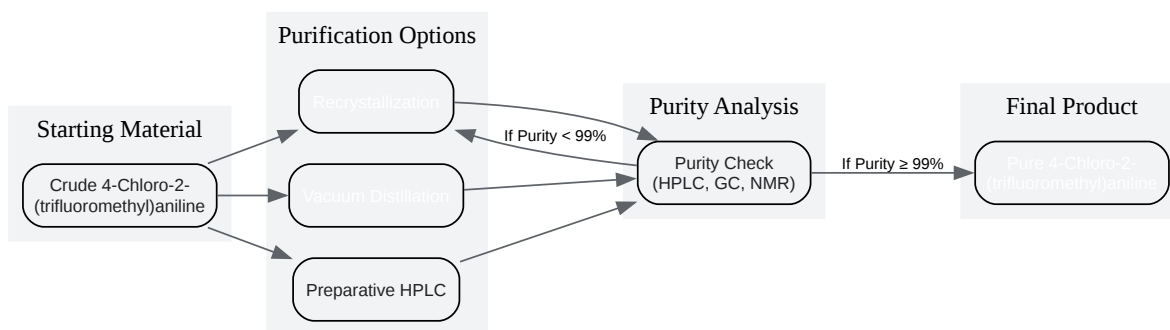 Starting Material
Crude 4-Chloro-2-
(trifluoromethyl)aniline
Purification Options
Recrystallization
Vacuum Distillation
Preparative HPLC
If Purity < 99%
Purity Analysis
Purity Check
(HPLC, GC, NMR)
If Purity ≥ 99%
Final Product
Pure 4-Chloro-2-
(trifluoromethyl)aniline